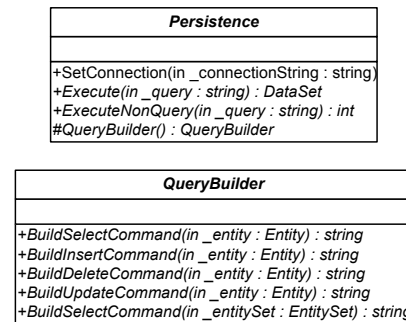 Persistence
+SetConnection(in _connectionString : string)
+Execute(in _query : string) : DataSet
+ExecuteNonQuery(in _query : string) : int
#QueryBuilder() : QueryBuilder
QueryBuilder
+BuildSelectCommand(in _entity : Entity) : string
+BuildInsertCommand(in _entity : Entity) : string
+BuildDeleteCommand(in _entity : Entity) : string
+BuildUpdateCommand(in _entity : Entity) : string
+BuildSelectCommand(in _entitySet : EntitySet) : string